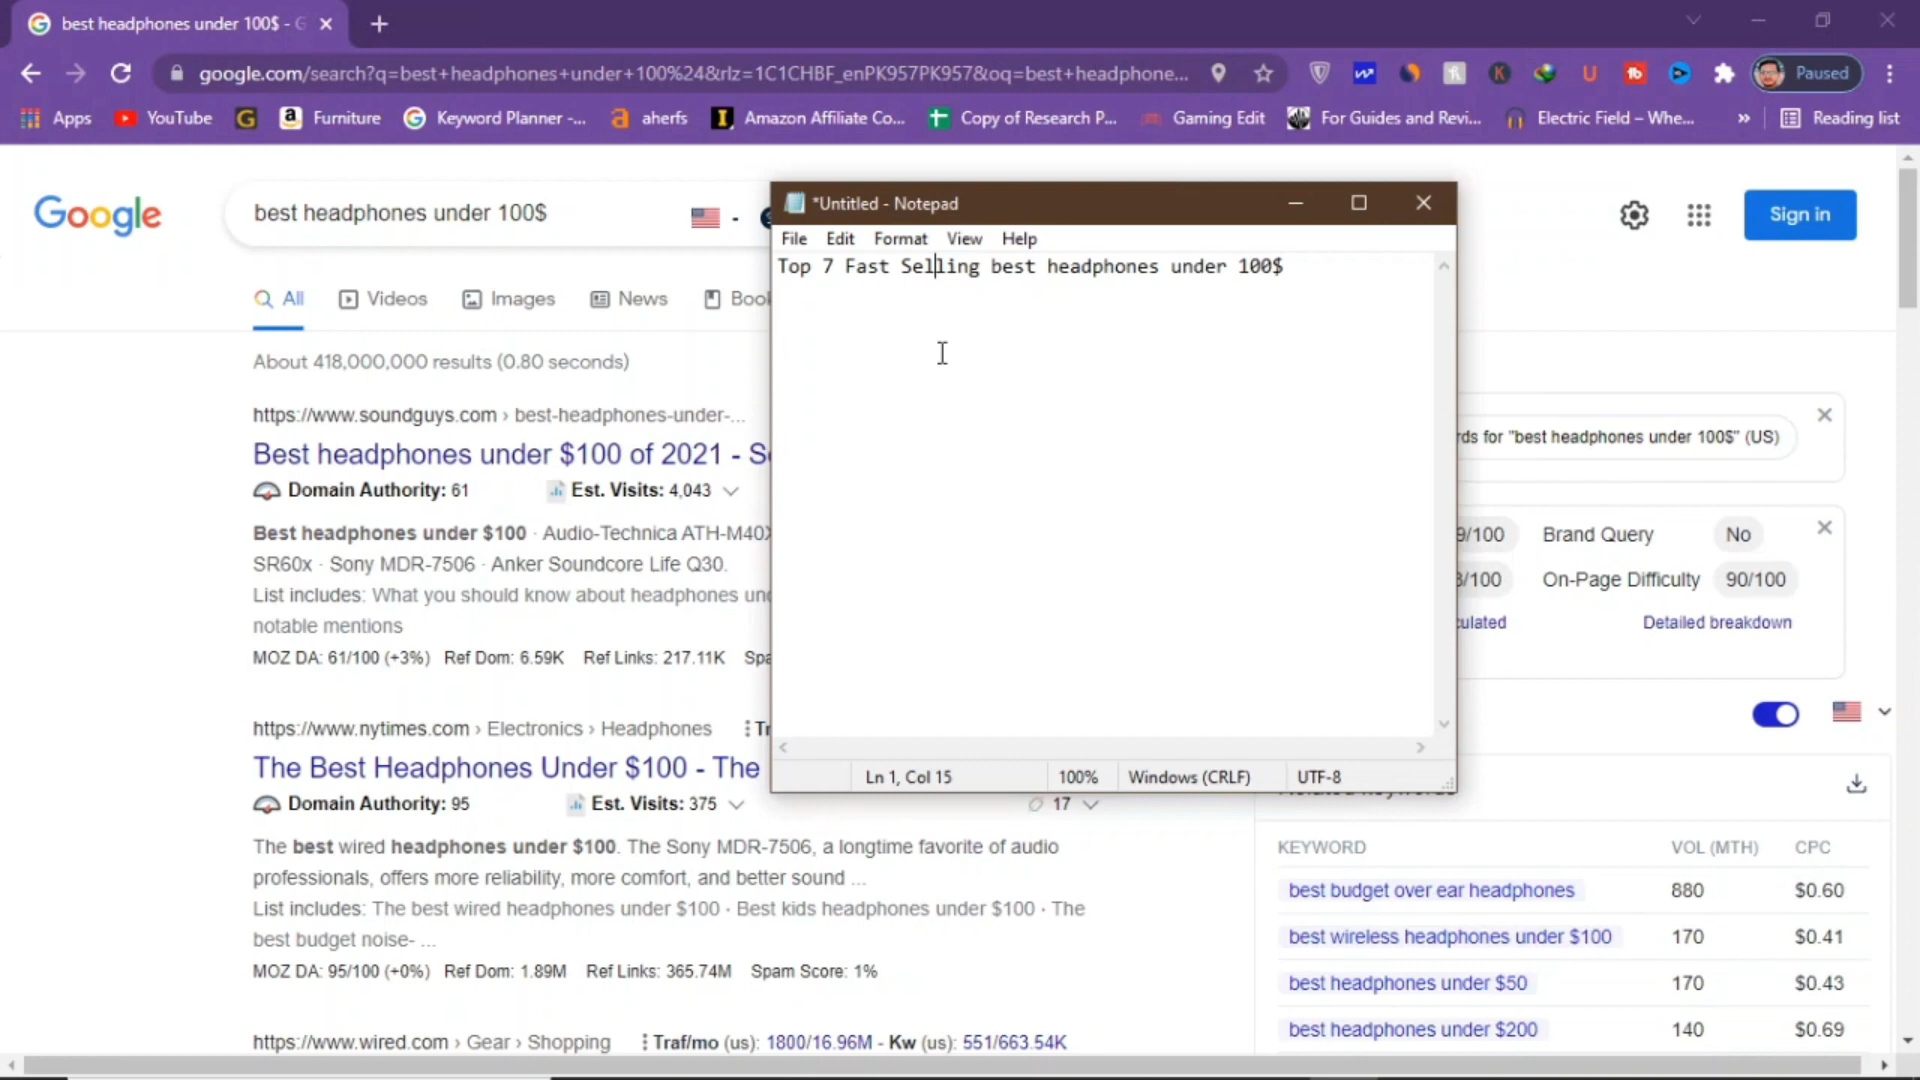 best headphones under 100$ - G
google.com/search?q=best+headphones+under+100%24&rlz=1C1CHBF_enPK957PK957&oq=best+headphone...
Paused
Apps
YouTube
Furniture
Keyword Planner -...
aherfs
Amazon Affiliate Co...
Copy of Research P...
Gaming Edit
For Guides and Revi...
Electric Field – Whe...
»
Reading list
Google
best headphones under 100$
Sign in
All
Videos
Images
News
Boo
*Untitled - Notepad
File Edit Format View Help
Top 7 Fast Selling best headphones under 100$
Ln 1, Col 15
100%
Windows (CRLF)
UTF-8
About 418,000,000 results (0.80 seconds)
https://www.soundguys.com › best-headphones-under-...
Best headphones under $100 of 2021 - S
Domain Authority: 61
Est. Visits: 4,043
Best headphones under $100 · Audio-Technica ATH-M40X
SR60x · Sony MDR-7506 · Anker Soundcore Life Q30.
List includes: What you should know about headphones und
notable mentions
MOZ DA: 61/100 (+3%) Ref Dom: 6.59K Ref Links: 217.11K Spa
https://www.nytimes.com › Electronics › Headphones
The Best Headphones Under $100 - The
Domain Authority: 95
Est. Visits: 375
17
The best wired headphones under $100. The Sony MDR-7506, a longtime favorite of audio
professionals, offers more reliability, more comfort, and better sound ...
List includes: The best wired headphones under $100 · Best kids headphones under $100 · The
best budget noise- ...
MOZ DA: 95/100 (+0%) Ref Dom: 1.89M Ref Links: 365.74M Spam Score: 1%
https://www.wired.com › Gear › Shopping
Traf/mo (us): 1800/16.96M - Kw (us): 551/663.54K
rds for "best headphones under 100$" (US)
9/100
Brand Query
No
3/100
On-Page Difficulty
90/100
culated
Detailed breakdown
KEYWORD VOL (MTH) CPC
best budget over ear headphones 880 $0.60
best wireless headphones under $100 170 $0.41
best headphones under $50 170 $0.43
best headphones under $200 140 $0.69